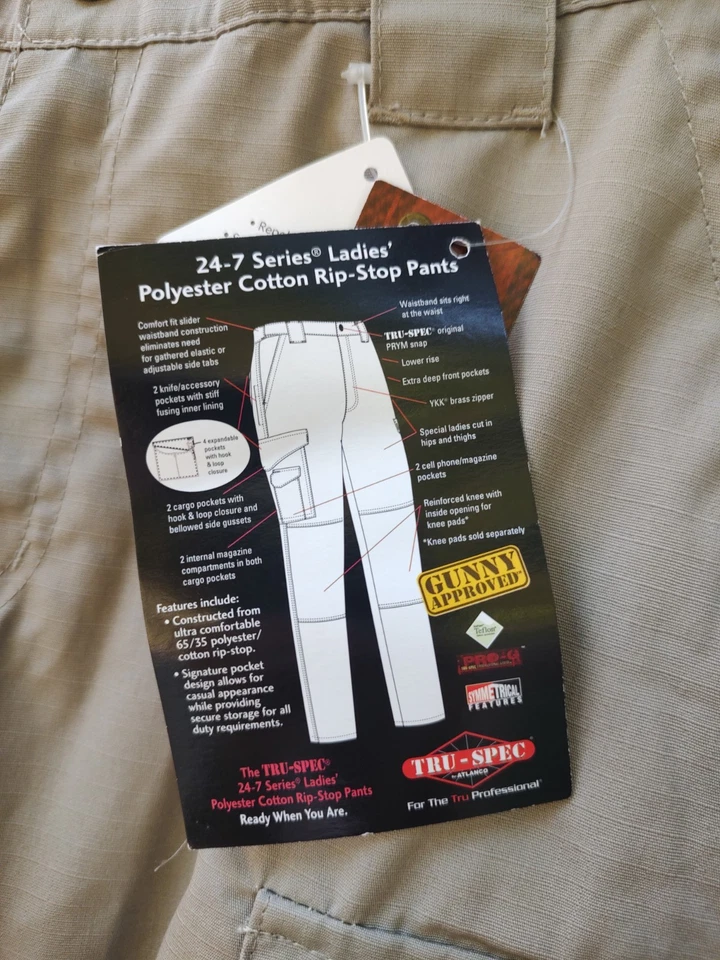 • Repel
24-7 Series® Ladies'
Polyester Cotton Rip-Stop Pants
Comfort fit slider
waistband construction
eliminates need
for gathered elastic or
adjustable side tabs
2 knife/accessory
pockets with stiff
fusing inner lining
4 expandable
pockets
with hook
& loop
closure
2 cargo pockets with
hook & loop closure and
bellowed side gussets
2 internal magazine
compartments in both
cargo pockets
Waistband sits right
at the waist
TRU-SPEC® original
PRYM snap
Lower rise
Extra deep front pockets
YKK® brass zipper
Special ladies cut in
hips and thighs
2 cell phone/magazine
pockets
Reinforced knee with
inside opening for
knee pads*
*Knee pads sold separately
Features include:
• Constructed from
ultra comfortable
65/35 polyester/
cotton rip-stop.
• Signature pocket
design allows for
casual appearance
while providing
secure storage for all
duty requirements.
GUNNY
APPROVED
Teflon
SYMMETRICAL
FEATURES
The TRU-SPEC®
24-7 Series® Ladies'
Polyester Cotton Rip-Stop Pants
Ready When You Are.
TRU-SPEC
by ATLANCO
For The Tru Professional